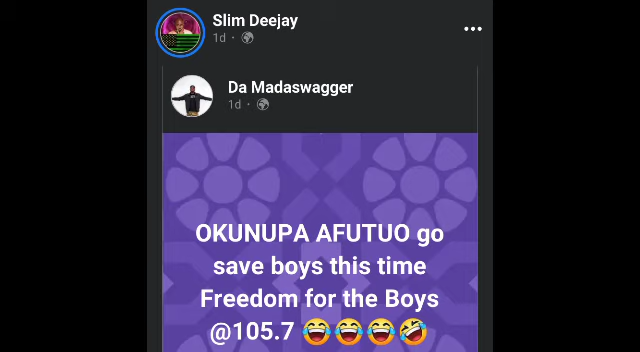 Slim Deejay
1d ·
Da Madaswagger
1d ·
OKUNUPA AFUTUO go
save boys this time
Freedom for the Boys
@105.7 😂😂😂🤣